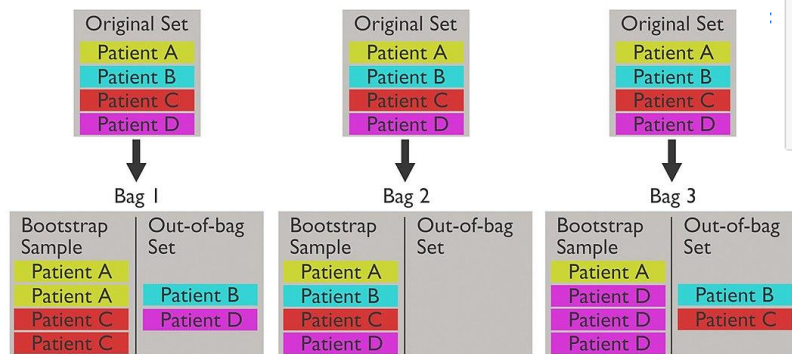 Original Set
Patient A
Patient B
Patient C
Patient D
Original Set
Patient A
Patient B
Patient C
Patient D
Original Set
Patient A
Patient B
Patient C
Patient D
Bag 1
Bootstrap
Sample
Patient A
Patient A
Patient C
Patient C
Out-of-bag
Set
Patient B
Patient D
Bag 2
Bootstrap
Sample
Patient A
Patient B
Patient C
Patient D
Out-of-bag
Set
Bag 3
Bootstrap
Sample
Patient A
Patient D
Patient D
Patient D
Out-of-bag
Set
Patient B
Patient C